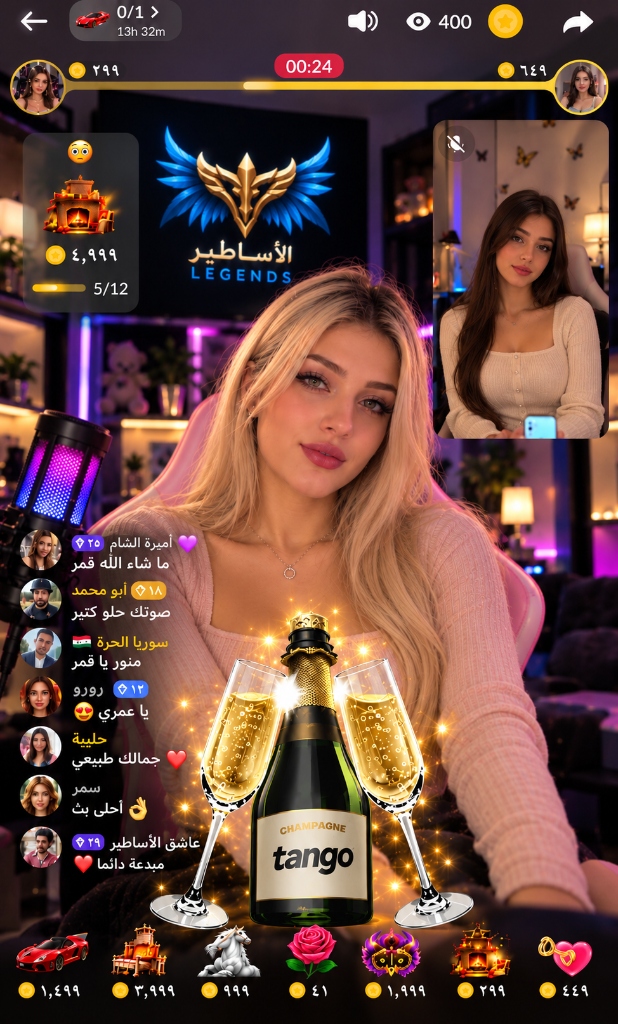 0/1 >
13h 32m
400
٢٩٩
00:24
٦٤٩
٤,٩٩٩
5/12
الأساطير
LEGENDS
٢٥ أميرة الشام 💜
ما شاء الله قمر
أبو محمد ١٨
صوتك حلو كتير
سوريا الحرة
منور يا قمر
رورو ١٢
يا عمري 😍
حلبية
جمالك طبيعي ❤️
سمر
أحلى بث 👌
٢٩ عاشق الأساطير
مبدعة دائما ❤️
CHAMPAGNE
tango
١,٤٩٩
٣,٩٩٩
٩٩٩
٤١
١,٩٩٩
٢٩٩
٤٤٩